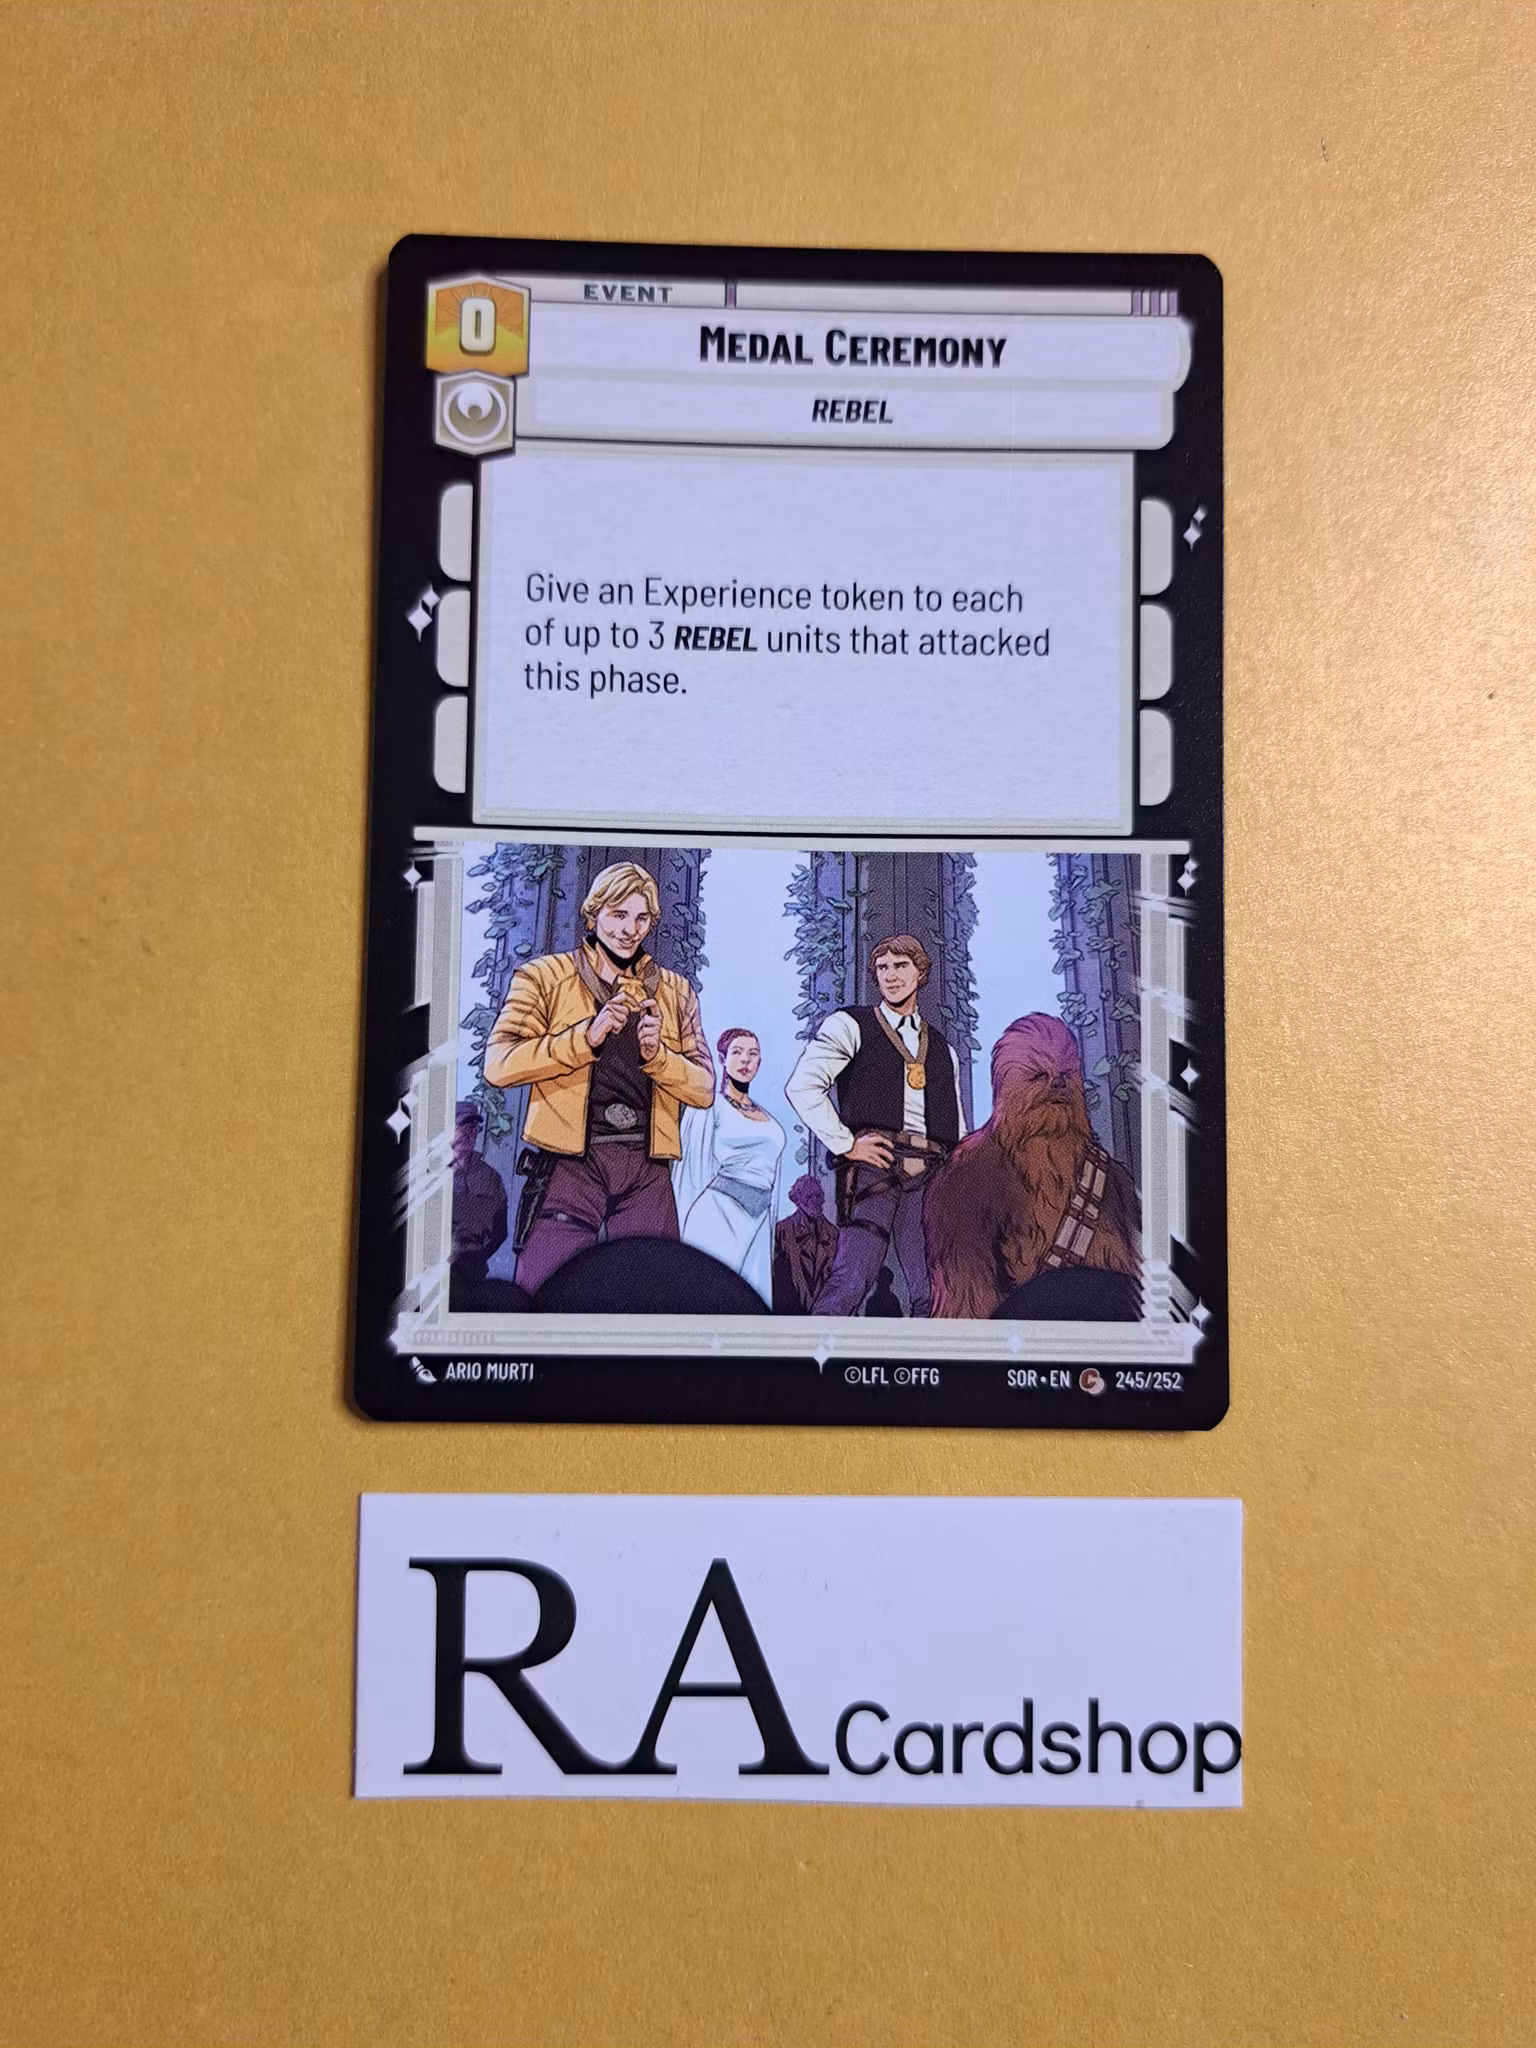 EVENT
0
MEDAL CEREMONY
REBEL
Give an Experience token to each
of up to 3 REBEL units that attacked
this phase.
ARIO MURTI
©LFL ©FFG
SOR•EN C 245/252
RA Cardshop